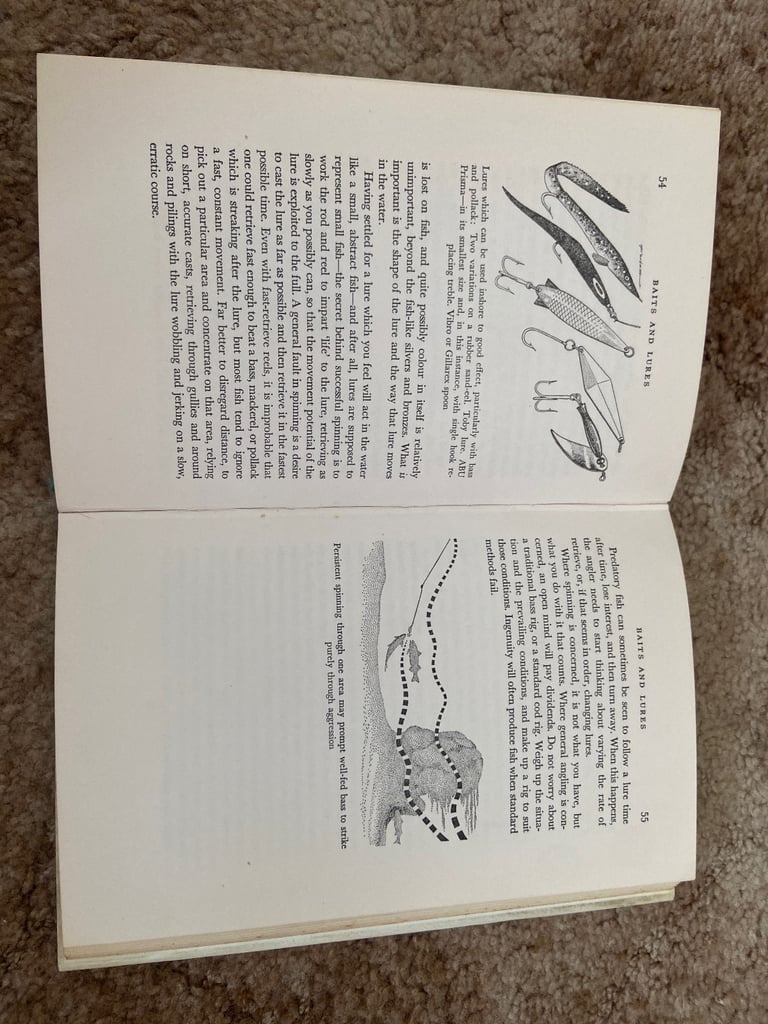 54
BAITS AND LURES
Lures which can be used inshore to good effect, particularly with bass
and pollack: Two variations on a rubber sand-eel. Toby lure. ABU
Prisma—in its smallest size and, in this instance, with single hook re-
placing treble. Vibro or Gillarex spoon
is lost on fish, and quite possibly colour in itself is relatively
unimportant, beyond the fish-like silvers and bronzes. What is
important is the shape of the lure and the way that lure moves
in the water.
Having settled for a lure which you feel will act in the water
like a small, abstract fish—and after all, lures are supposed to
represent small fish—the secret behind successful spinning is to
work the rod and reel to impart 'life' to the lure, retrieving as
slowly as you possibly can, so that the movement potential of the
lure is exploited to the full. A general fault in spinning is a desire
to cast the lure as far as possible and then retrieve it in the fastest
possible time. Even with fast-retrieve reels, it is improbable that
one could retrieve fast enough to beat a bass, mackerel, or pollack
which is streaking after the lure, but most fish tend to ignore
a fast, constant movement. Far better to disregard distance, to
pick out a particular area and concentrate on that area, relying
on short, accurate casts, retrieving through gullies and around
rocks and pilings with the lure wobbling and jerking on a slow,
erratic course.
BAITS AND LURES
55
Predatory fish can sometimes be seen to follow a lure time
after time, lose interest, and then turn away. When this happens,
the angler needs to start thinking about varying the rate of
retrieve, or, if that seems in order, changing lures.
Where spinning is concerned, it is not what you have, but
what you do with it that counts. Where general angling is con-
cerned, an open mind will pay dividends. Do not worry about
a traditional bass rig, or a standard cod rig. Weigh up the situa-
tion and the prevailing conditions, and make up a rig to suit
those conditions. Ingenuity will often produce fish when standard
methods fail.
Persistent spinning through one area may prompt well-fed bass to strike
purely through aggression